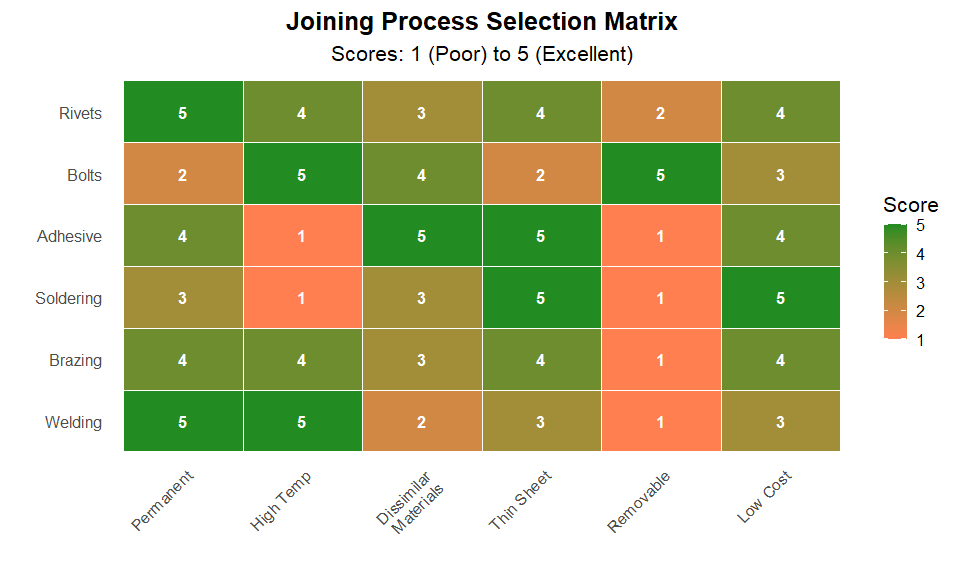 Joining Process Selection Matrix
Scores: 1 (Poor) to 5 (Excellent)
Rivets 5 4 3 4 2 4
Bolts 2 5 4 2 5 3
Adhesive 4 1 5 5 1 4
Soldering 3 1 3 5 1 5
Brazing 4 4 3 4 1 4
Welding 5 5 2 3 1 3
Permanent
High Temp
Dissimilar
Materials
Thin Sheet
Removable
Low Cost
Score
5
4
3
2
1